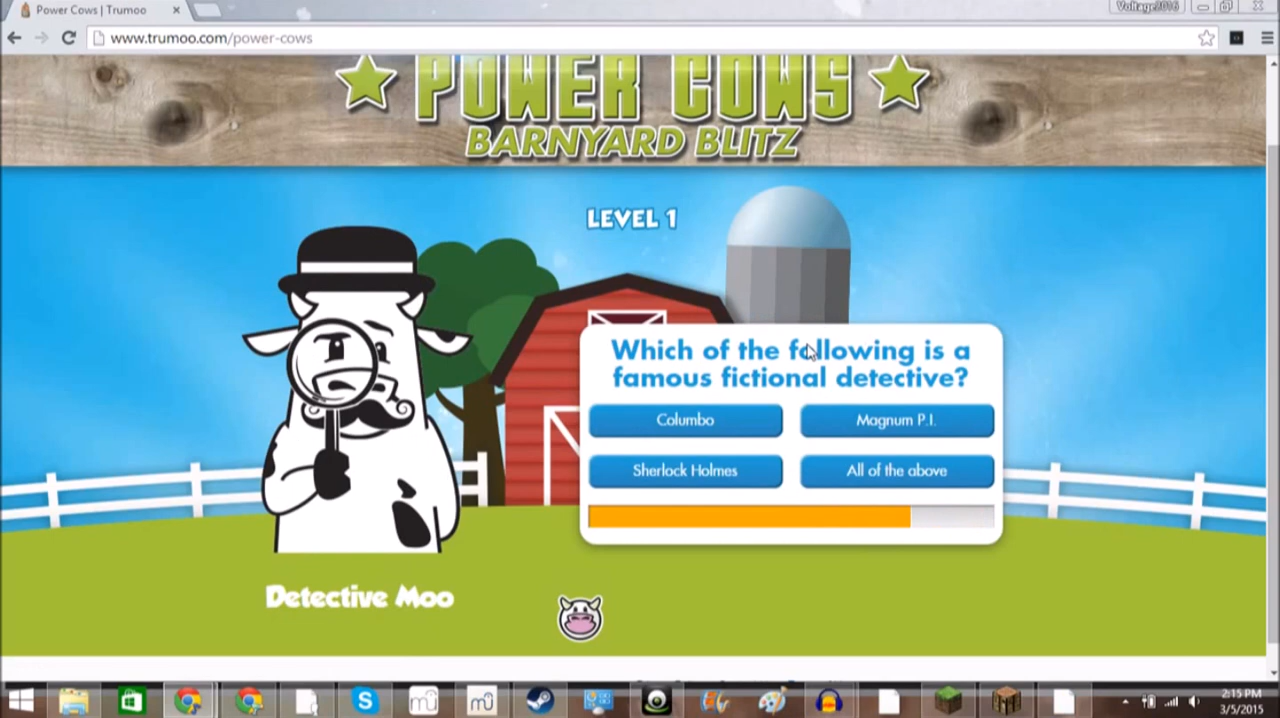 Power Cows | Trumoo
Voltage2016
www.trumoo.com/power-cows
POWER COWS
BARNYARD BLITZ
LEVEL 1
Which of the following is a
famous fictional detective?
Columbo
Magnum P.I.
Sherlock Holmes
All of the above
Detective Moo
2:15 PM
3/5/2015